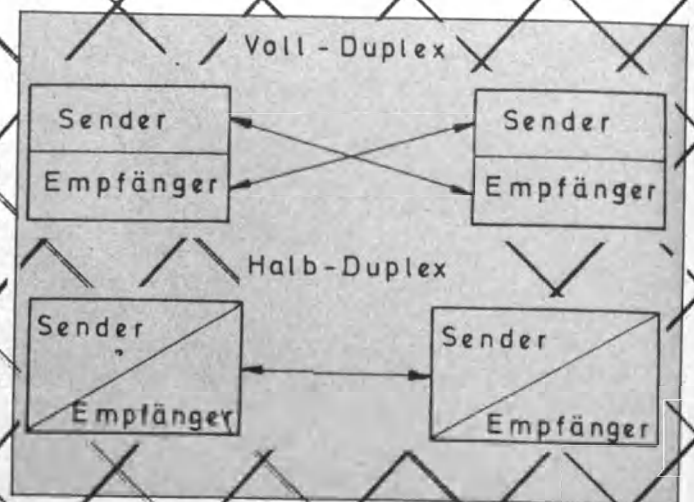 Voll-Duplex
Sender
Sender
Empfänger
Empfänger
Halb-Duplex
Sender
Sender
Empfänger
Empfänger